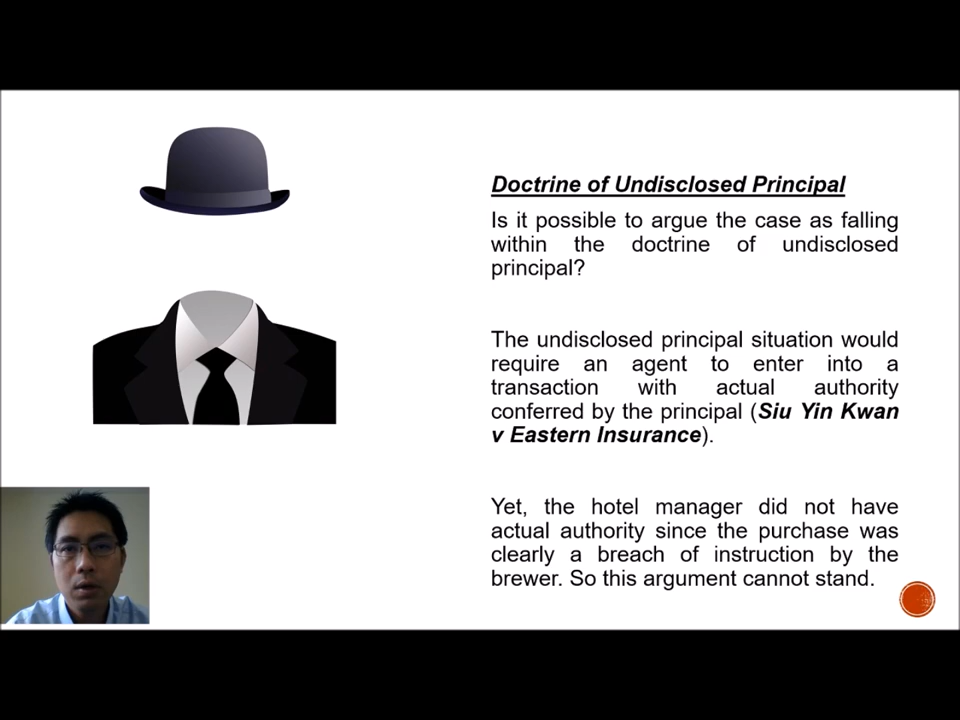 Doctrine of Undisclosed Principal
Is it possible to argue the case as falling
within the doctrine of undisclosed
principal?
The undisclosed principal situation would
require an agent to enter into a
transaction with actual authority
conferred by the principal (Siu Yin Kwan
v Eastern Insurance).
Yet, the hotel manager did not have
actual authority since the purchase was
clearly a breach of instruction by the
brewer. So this argument cannot stand.